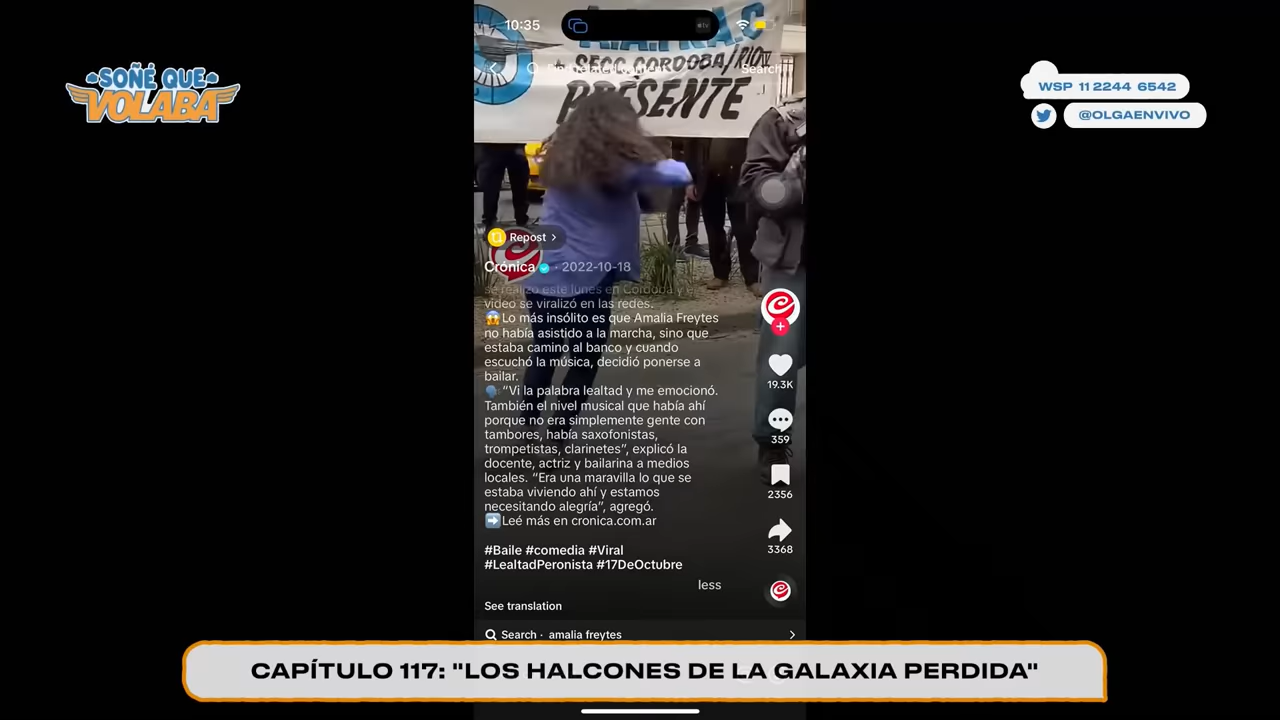 10:35
SOÑÉ QUE
VOLABA
WSP 11 2244 6542
@OLGAENVIVO
SECC. CORDOBA/RIOIV
PRESENTE
Search
Repost
Crónica · 2022-10-18
se realizó este lunes en Córdoba y el
video se viralizó en las redes.
😱Lo más insólito es que Amalia Freytes
no había asistido a la marcha, sino que
estaba camino al banco y cuando
escuchó la música, decidió ponerse a
bailar.
🗣️ “Vi la palabra lealtad y me emocionó.
También el nivel musical que había ahí
porque no era simplemente gente con
tambores, había saxofonistas,
trompetistas, clarinetes”, explicó la
docente, actriz y bailarina a medios
locales. “Era una maravilla lo que se
estaba viviendo ahí y estamos
necesitando alegría”, agregó.
➡️Leé más en cronica.com.ar
#Baile #comedia #Viral
#LealtadPeronista #17DeOctubre
less
See translation
19.3K
359
2356
3368
Search · amalia freytes
CAPÍTULO 117: "LOS HALCONES DE LA GALAXIA PERDIDA"